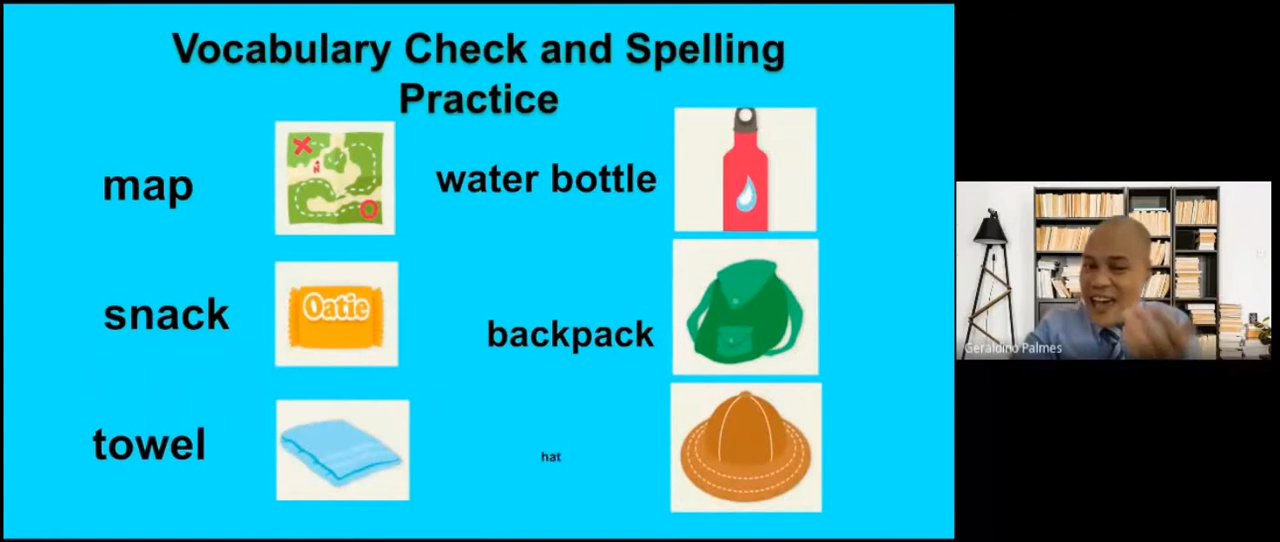 Vocabulary Check and Spelling
Practice
map
water bottle
N
snack
Oatie
backpack
towel
hat
Geraldino Palmes